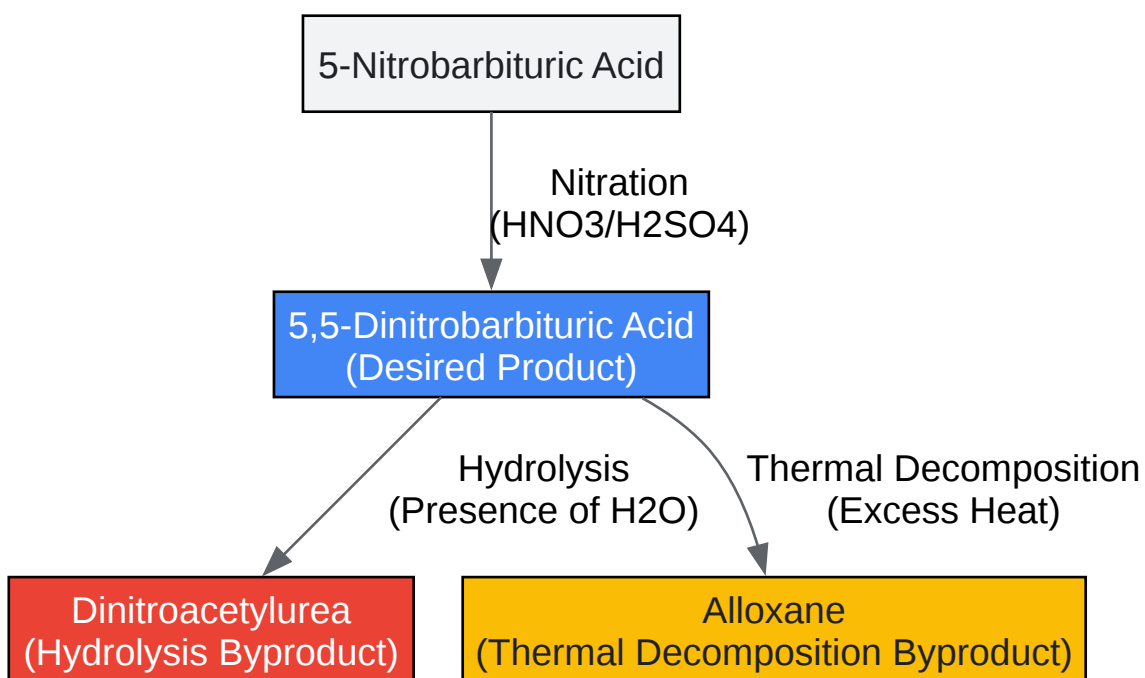 5-Nitrobarbituric Acid
Nitration
(HNO3/H2SO4)
5,5-Dinitrobarbituric Acid
(Desired Product)
Hydrolysis
(Presence of H2O)
Thermal Decomposition
(Excess Heat)
Dinitroacetylurea
(Hydrolysis Byproduct)
Alloxane
(Thermal Decomposition Byproduct)